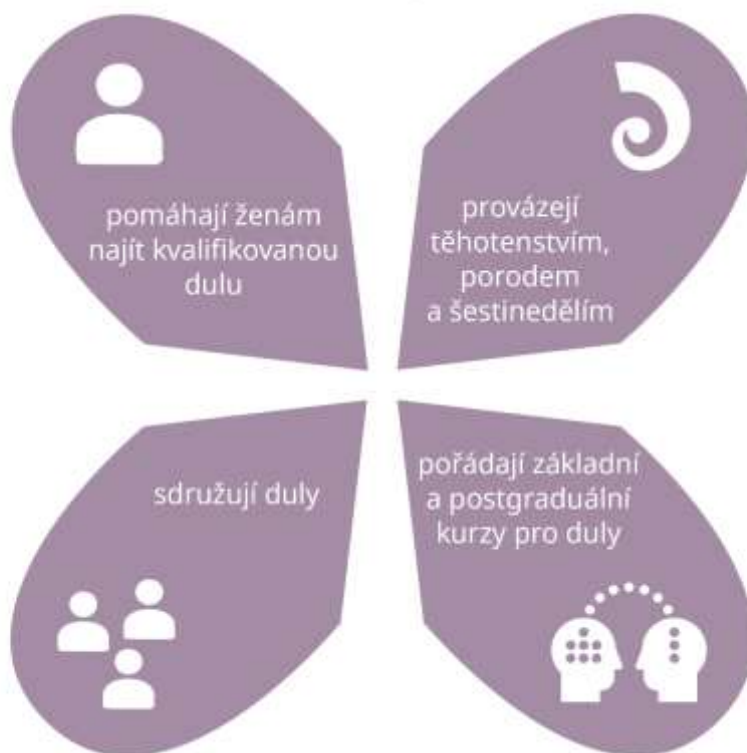 pomáhají ženám
najít kvalifikovanou
dulu
provázejí
těhotenstvím,
porodem
a šestinedělím
sdružují duly
pořádají základní
a postgraduální
kurzy pro duly